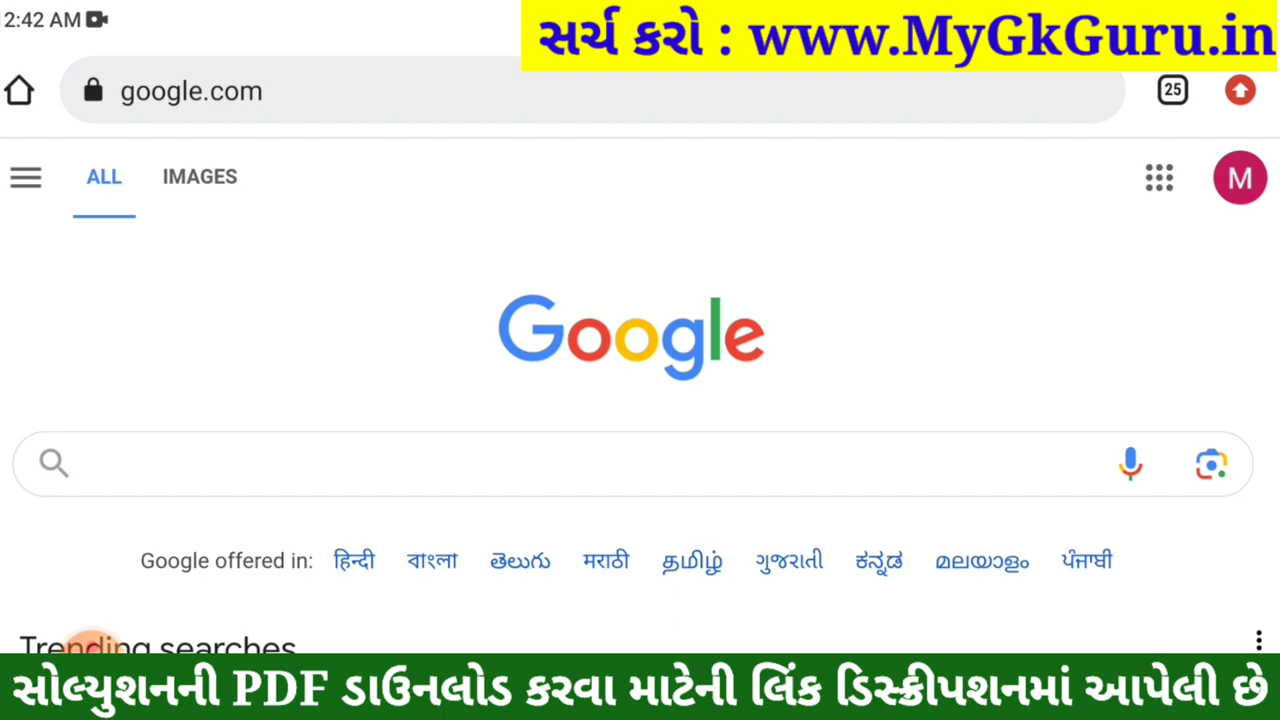 2:42 AM
સર્ચ કરો : www.MyGkGuru.in
google.com
25
ALL IMAGES
M
Google
Google offered in: हिन्दी বাংলা తెలుగు मराठी தமிழ் ગુજરાતી ಕನ್ನಡ മലയാളം ਪੰਜਾਬੀ
Trending searches
સોલ્યુશનની PDF ડાઉનલોડ કરવા માટેની લિંક ડિસ્ક્રીપશનમાં આપેલી છે